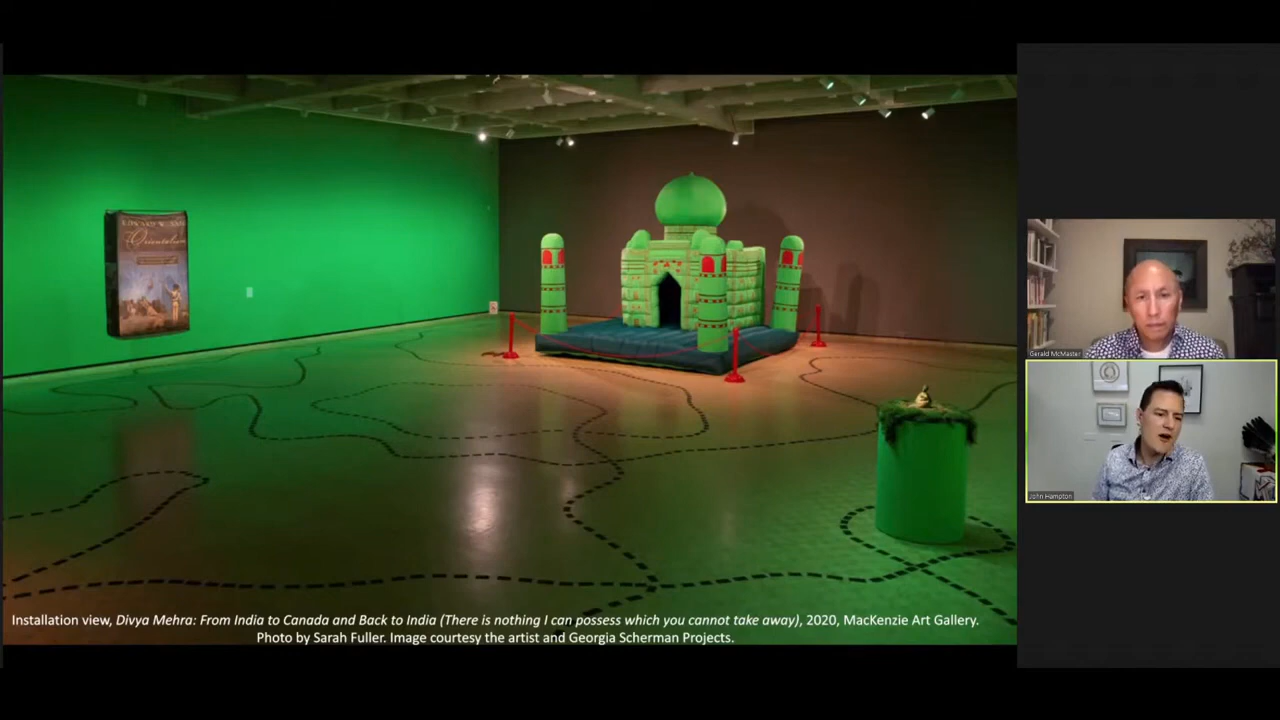 EDWARD W. SAID
Orientalism
Gerald McMaster
John Hampton
Installation view, Divya Mehra: From India to Canada and Back to India (There is nothing I can possess which you cannot take away), 2020, MacKenzie Art Gallery.
Photo by Sarah Fuller. Image courtesy the artist and Georgia Scherman Projects.